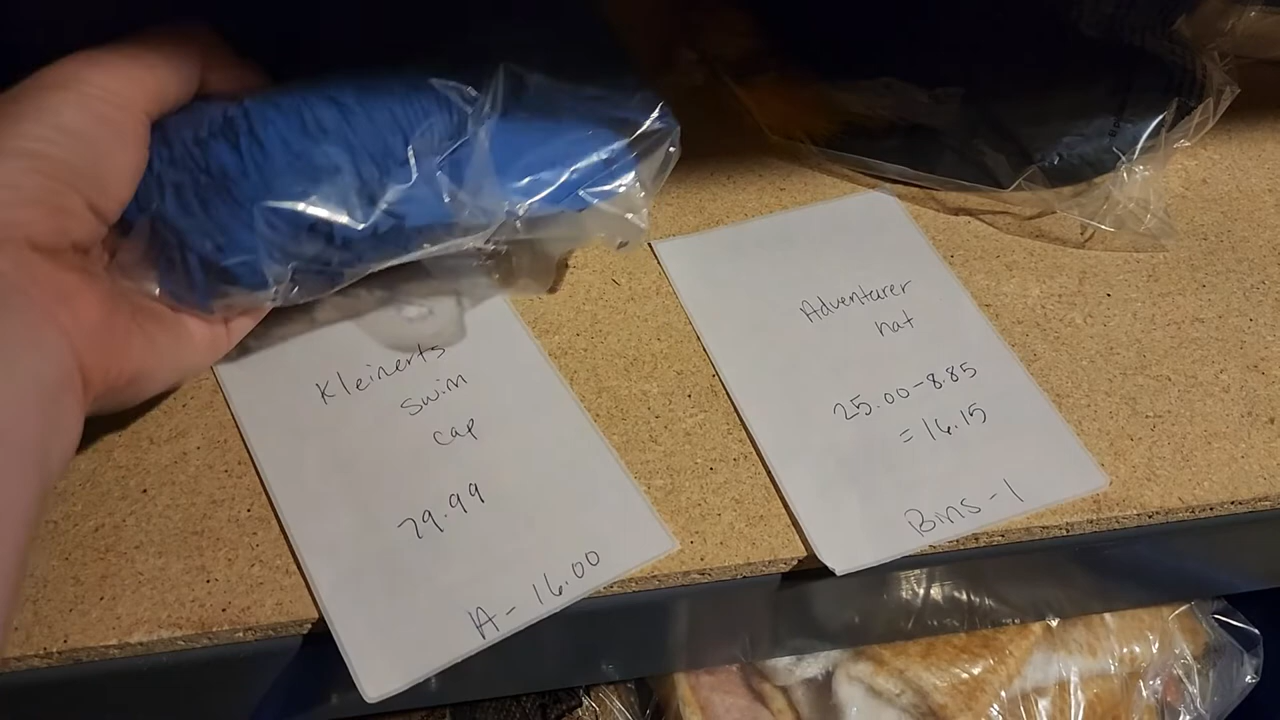 Kleinerts
swim
cap
79.99
A - 16.00
Adventurer
hat
25.00-8.85
= 16.15
Bins - 1